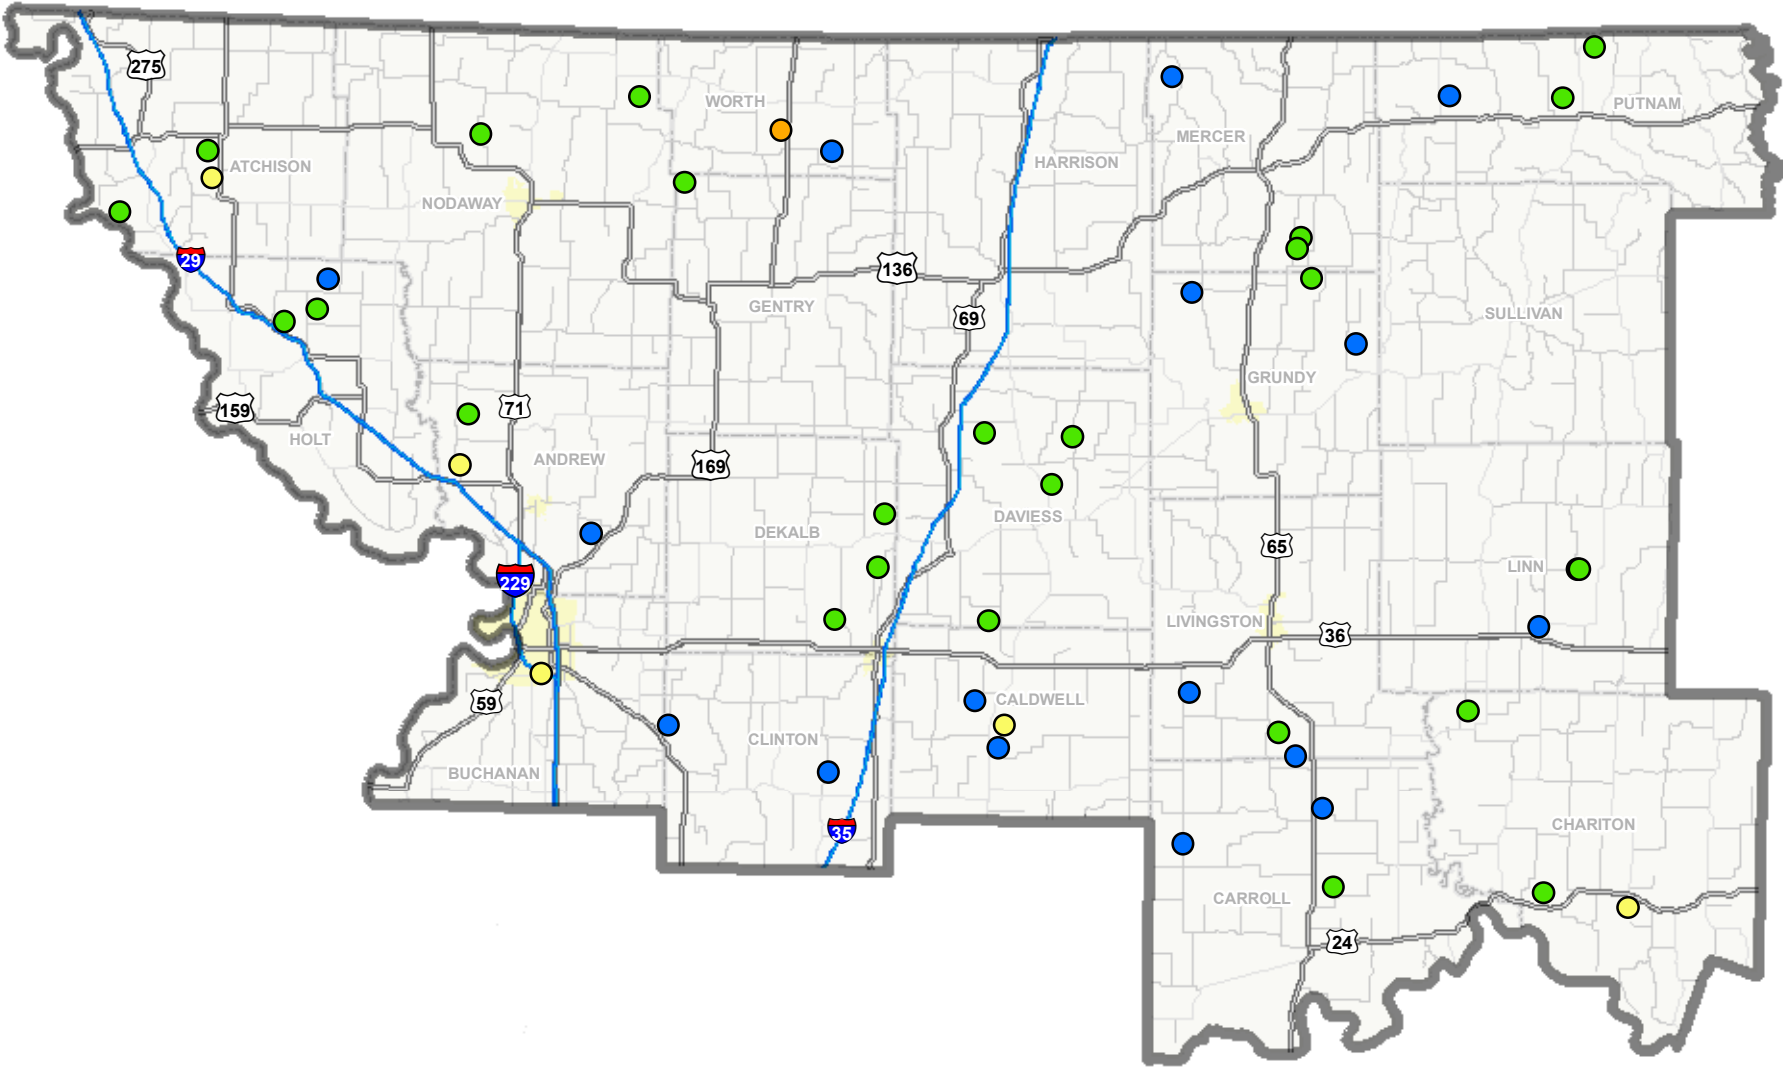 275
WORTH
PUTNAM
MERCER
ATCHISON
HARRISON
NODAWAY
29
136
GENTRY
69
SULLIVAN
GRUNDY
159
71
HOLT
ANDREW
169
DAVIESS
DEKALB
65
LINN
229
LIVINGSTON
36
59
CALDWELL
CLINTON
BUCHANAN
35
CHARITON
CARROLL
24